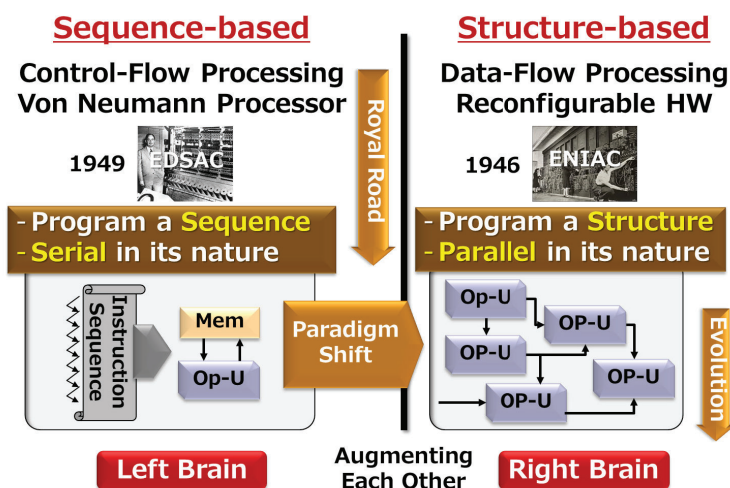 Sequence-based
Control-Flow Processing
Von Neumann Processor
1949
EDSAC
- Program a Sequence
- Serial in its nature
Instruction
Sequence
Mem
Op-U
Royal Road
Paradigm
Shift
Left Brain
Augmenting
Each Other
Structure-based
Data-Flow Processing
Reconfigurable HW
1946
ENIAC
- Program a Structure
- Parallel in its nature
Op-U
OP-U
OP-U
OP-U
OP-U
Evolution
Right Brain